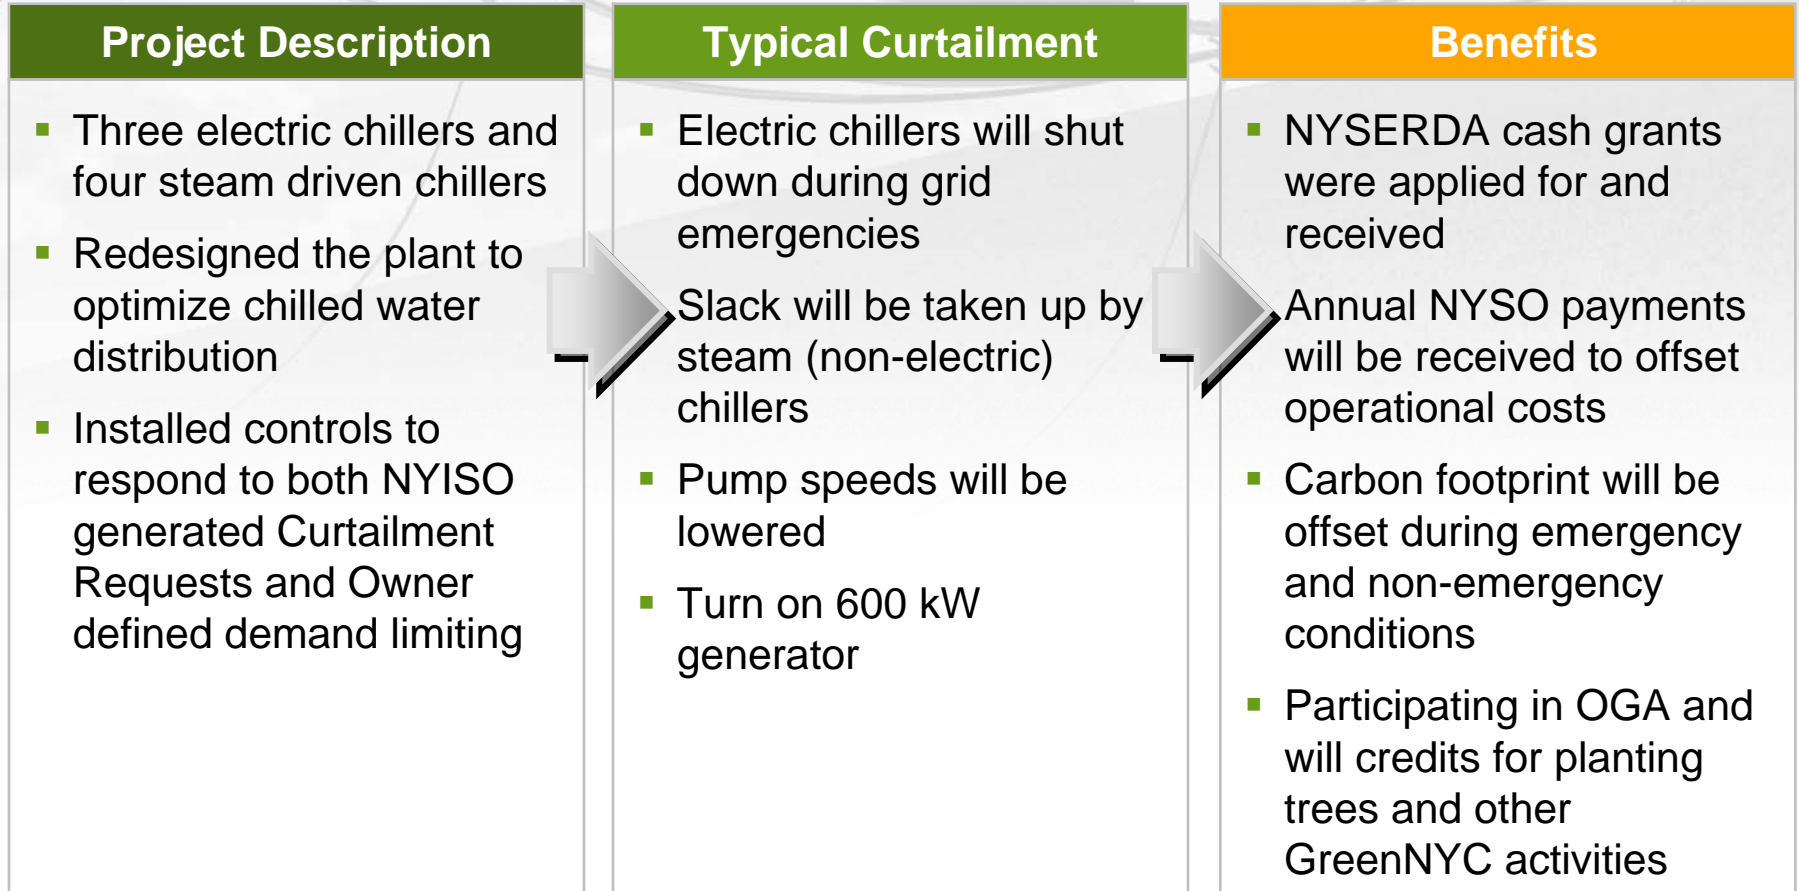 Project Description
Three electric chillers and
four steam driven chillers
Redesigned the plant to
optimize chilled water
distribution
Installed controls to
respond to both NYISO
generated Curtailment
Requests and Owner
defined demand limiting
Typical Curtailment
Electric chillers will shut
down during grid
emergencies
Slack will be taken up by
steam (non-electric)
chillers
Pump speeds will be
lowered
Turn on 600 kW
generator
Benefits
NYSERDA cash grants
were applied for and
received
Annual NYSO payments
will be received to offset
operational costs
Carbon footprint will be
offset during emergency
and non-emergency
conditions
Participating in OGA and
will credits for planting
trees and other
GreenNYC activities